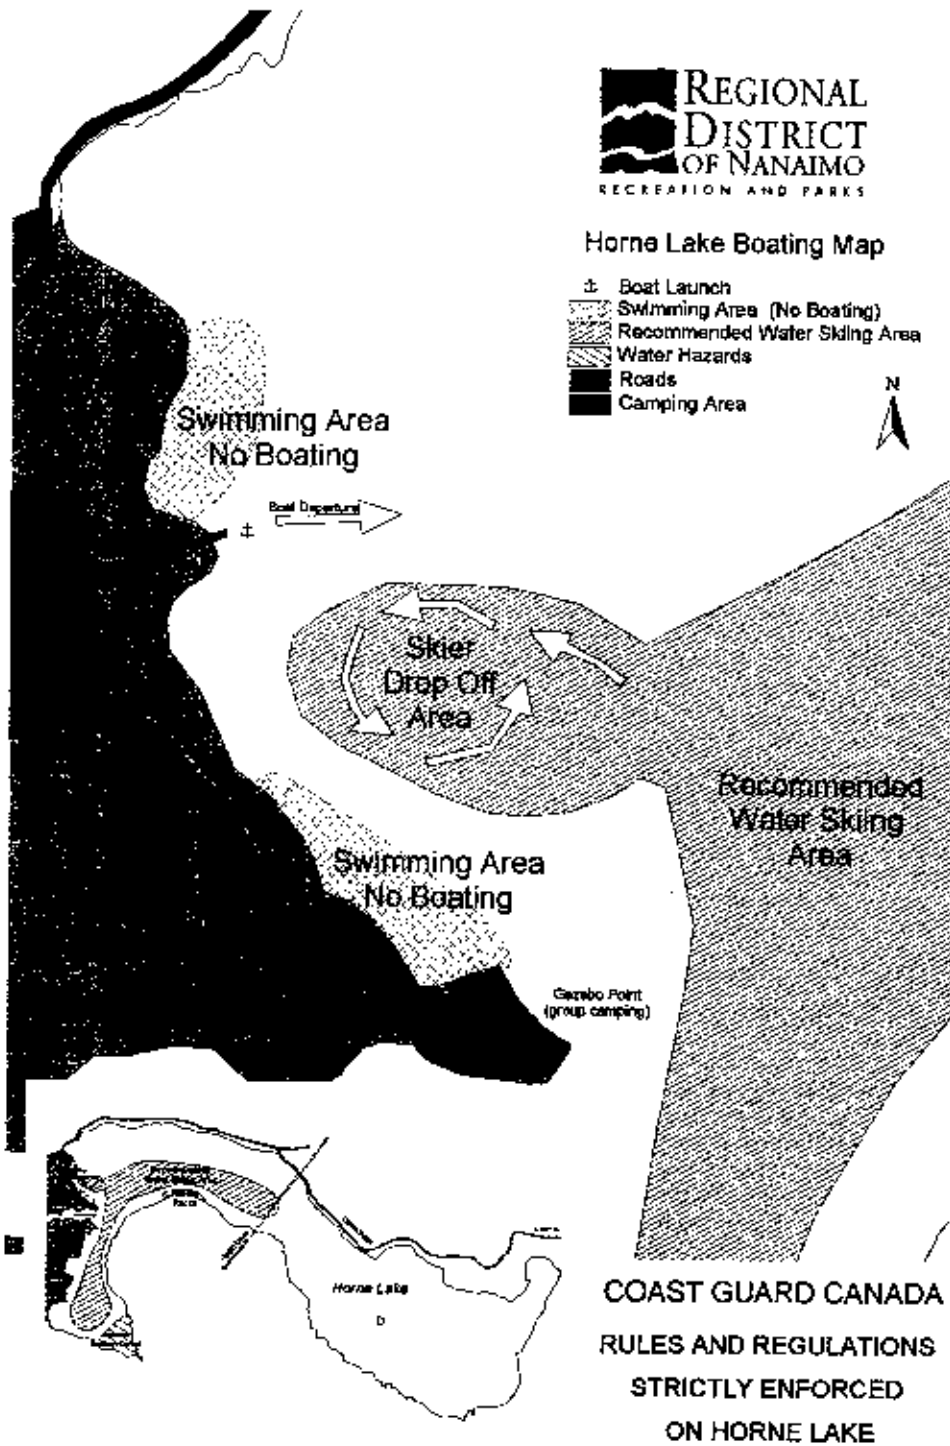 REGIONAL
DISTRICT
OF NANAIMO
RECREATION AND PARKS
Horne Lake Boating Map
Boat Launch
Swimming Area (No Boating)
Recommended Water Skiing Area
Water Hazards
Roads
Camping Area
N
Swimming Area
No Boating
Boat Departure
Skier
Drop Off
Area
Recommended
Water Skiing
Area
Swimming Area
No Boating
Gazebo Point
(group camping)
Horne Lake
D
COAST GUARD CANADA
RULES AND REGULATIONS
STRICTLY ENFORCED
ON HORNE LAKE